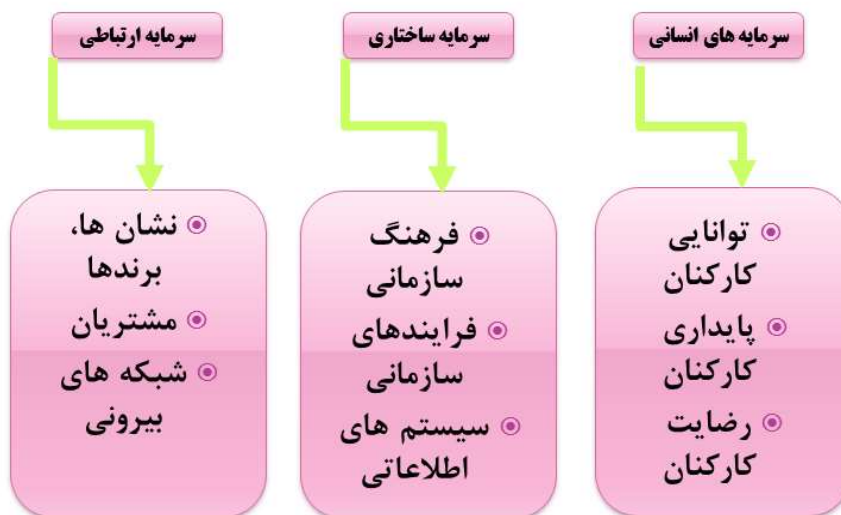 سرمایه های انسانی
توانایی
کارکنان
پایداری
کارکنان
رضایت
کارکنان
سرمایه ساختاری
فرهنگ
سازمانی
فرایندهای
سازمانی
سیستم های
اطلاعاتی
سرمایه ارتباطی
نشان ها،
برندها
مشتریان
شبکه های
بیرونی